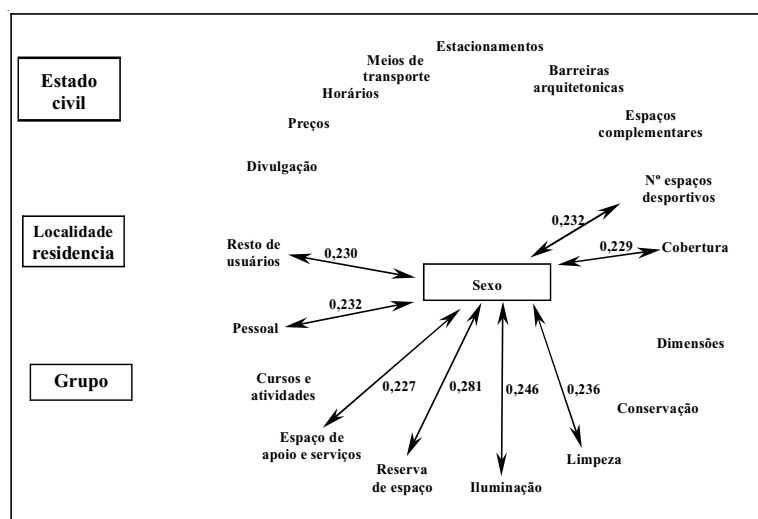 Estacionamentos
Meios de
transporte
Barreiras
arquitetonicas
Estado
civil
Horários
Preços
Espaços
complementares
Divulgação
Nº espaços
desportivos
0,232
Localidade
residencia
Resto de
usuários
0,230
0,229
Cobertura
Sexo
0,232
Pessoal
Dimensões
Grupo
Cursos e
atividades
0,227
0,281
0,246
0,236
Conservação
Espaço de
apoio e serviços
Limpeza
Reserva
de espaço
Iluminação